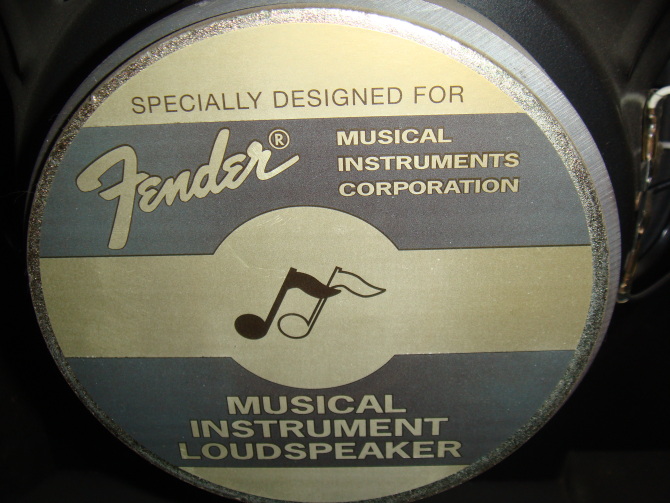 SPECIALLY DESIGNED FOR
Fender®
MUSICAL
INSTRUMENTS
CORPORATION
MUSICAL
INSTRUMENT
LOUDSPEAKER